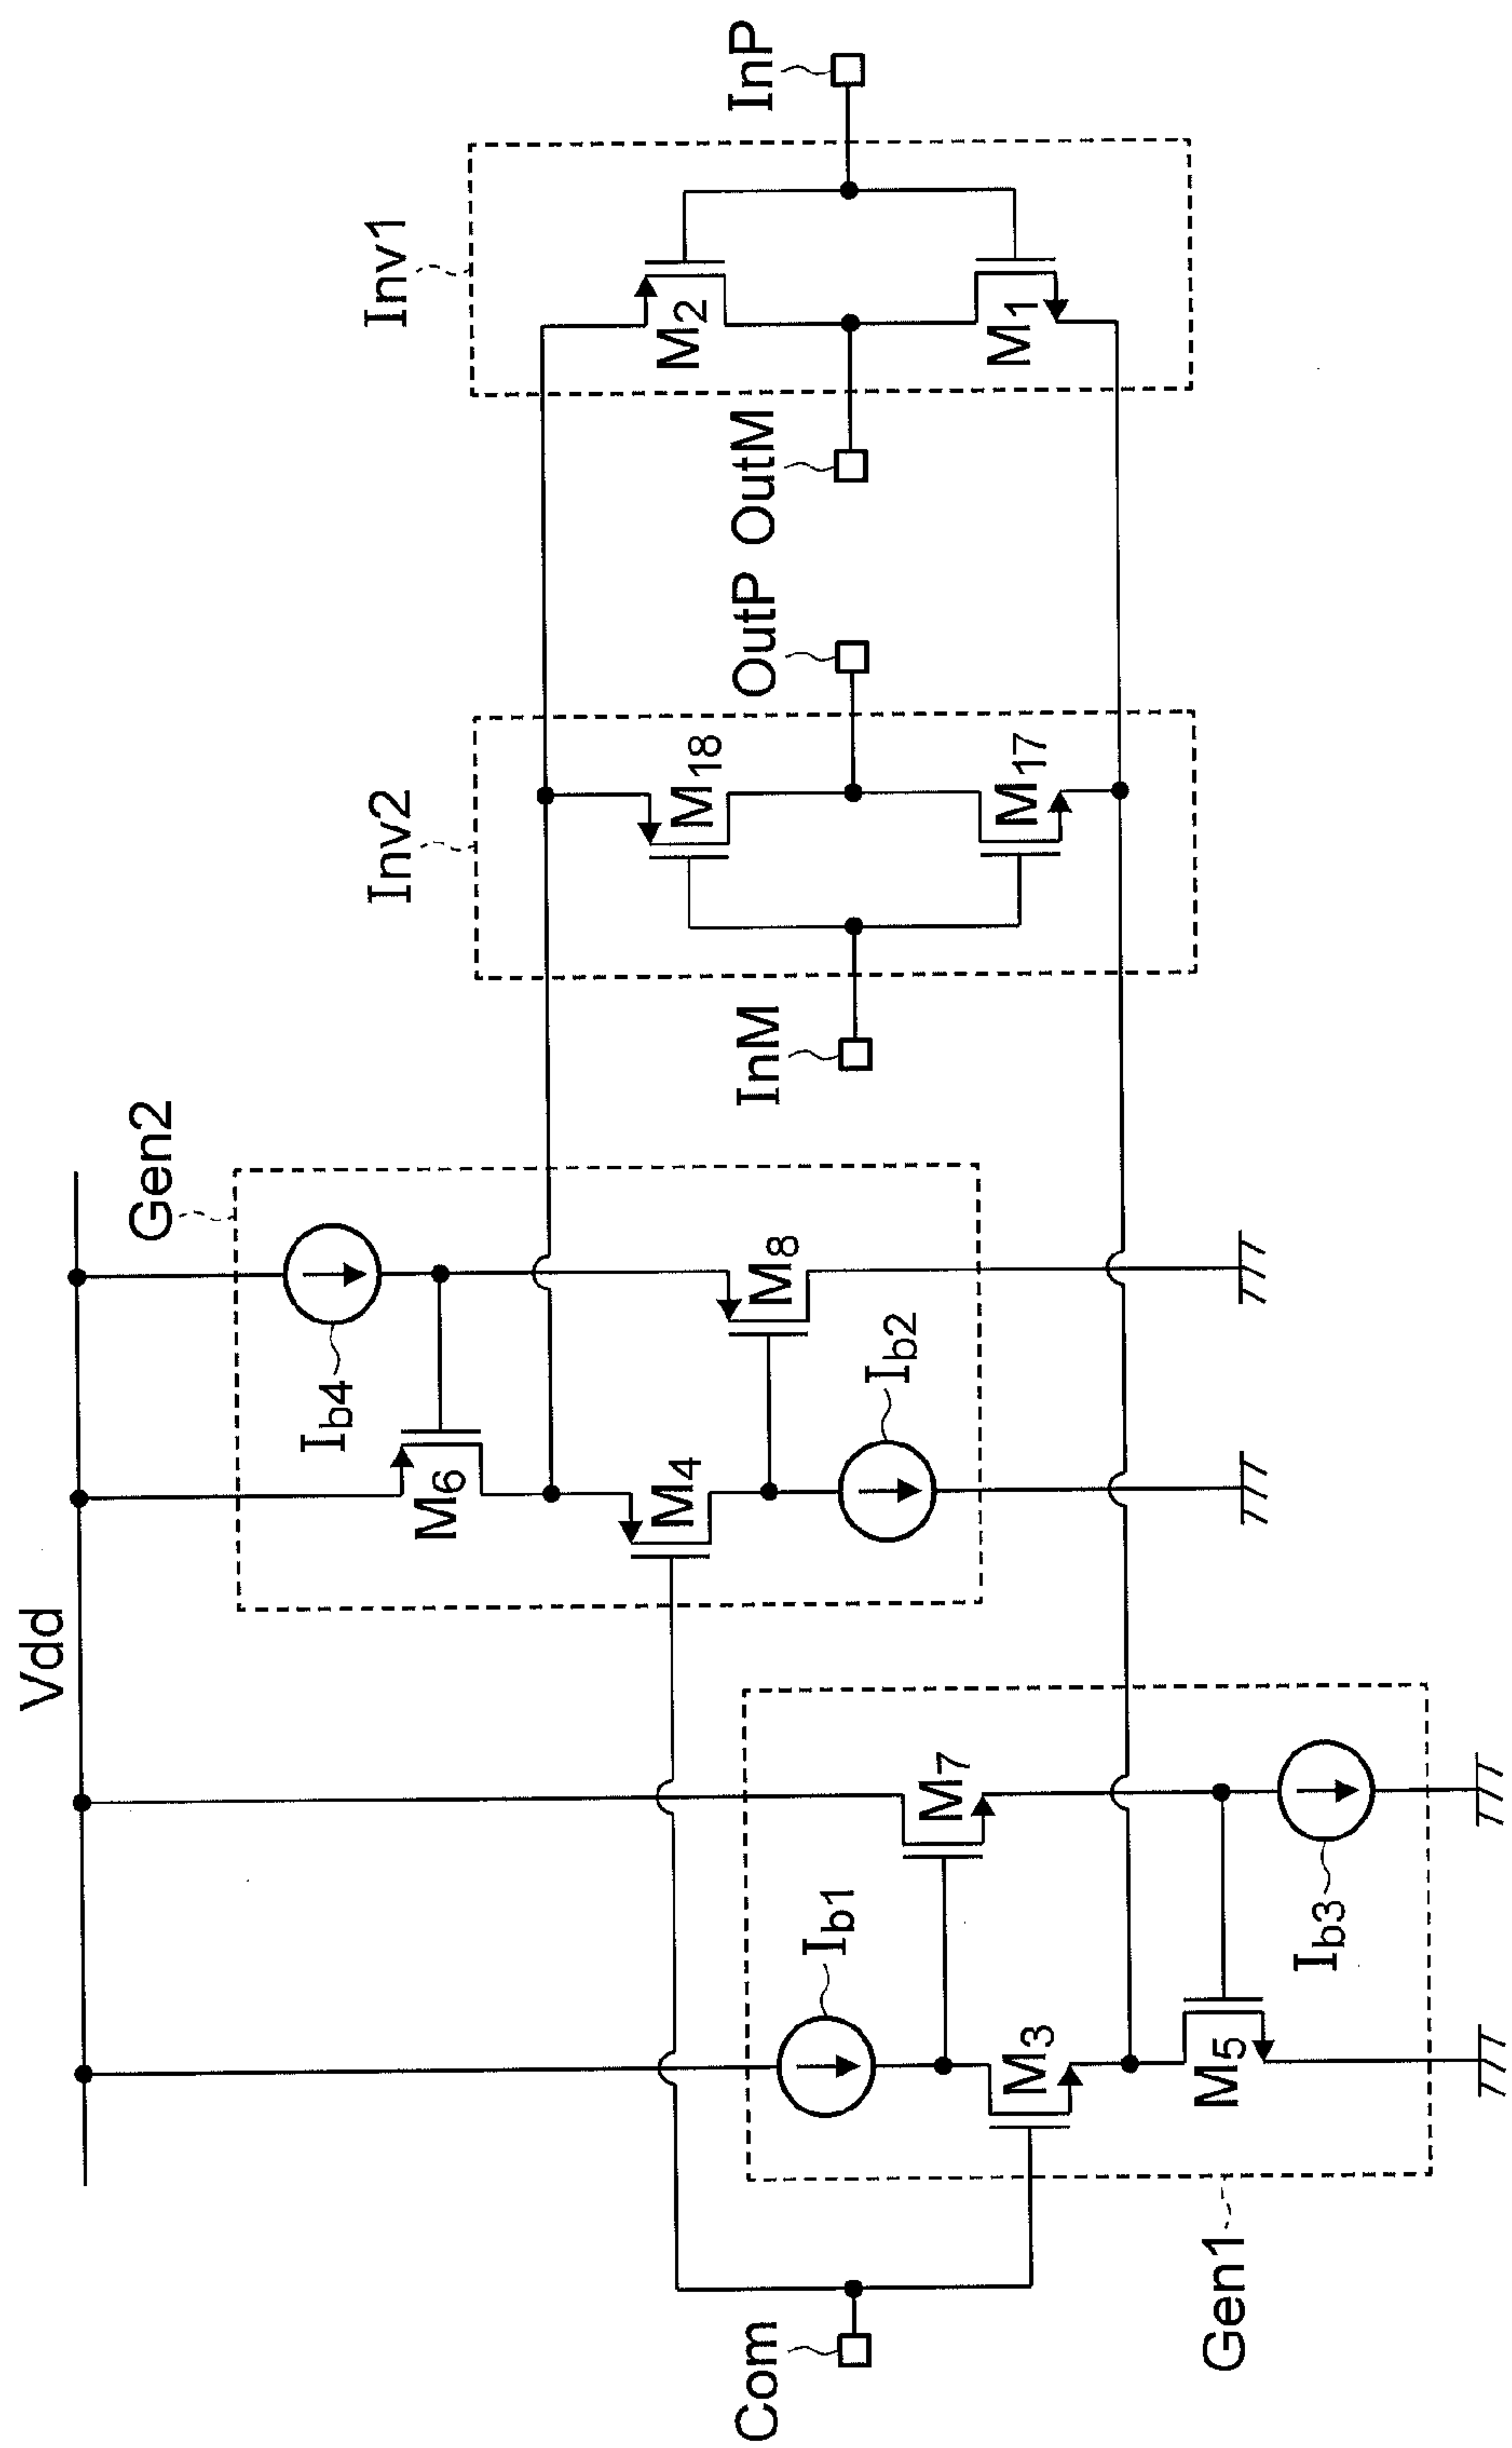 Vdd
Gen2
Inv2
Inv1
Ib4
M6
M4
M8
Ib2
M18
M17
M2
M1
InM
OutP
OutM
InP
Com
Ib1
M7
M3
M5
Ib3
Gen1